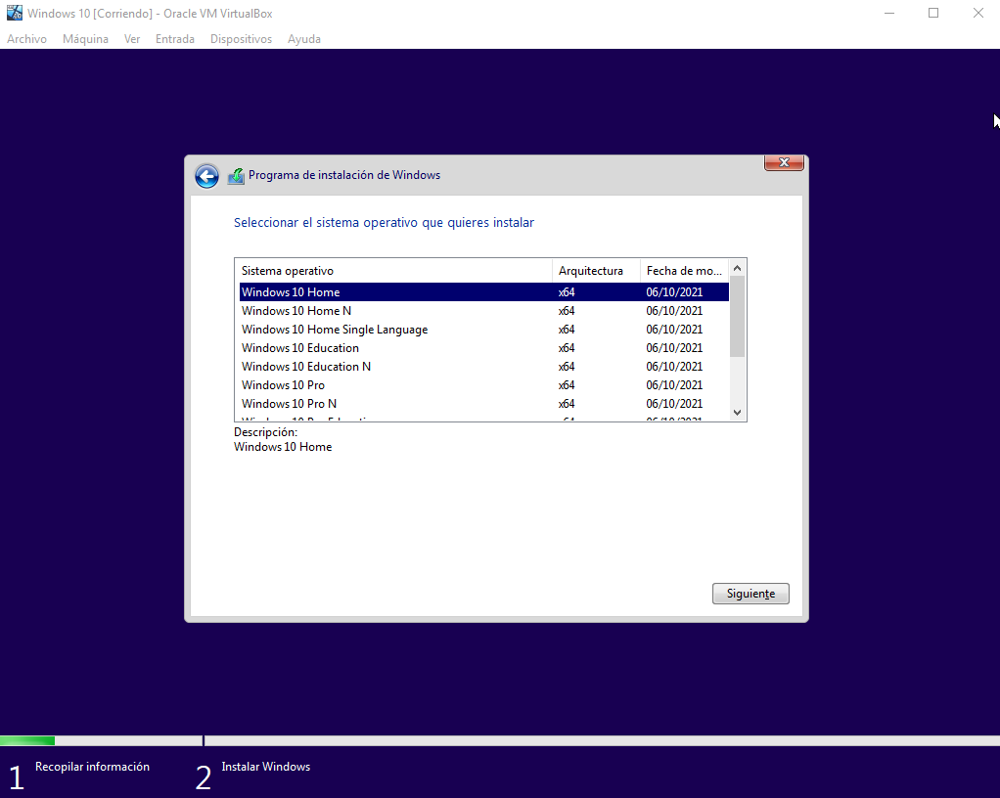 Windows 10 [Corriendo] - Oracle VM VirtualBox
Archivo Máquina Ver Entrada Dispositivos Ayuda
Programa de instalación de Windows
Seleccionar el sistema operativo que quieres instalar
Sistema operativo Arquitectura Fecha de mo...
Windows 10 Home x64 06/10/2021
Windows 10 Home N x64 06/10/2021
Windows 10 Home Single Language x64 06/10/2021
Windows 10 Education x64 06/10/2021
Windows 10 Education N x64 06/10/2021
Windows 10 Pro x64 06/10/2021
Windows 10 Pro N x64 06/10/2021
Descripción:
Windows 10 Home
Siguiente
1 Recopilar información 2 Instalar Windows